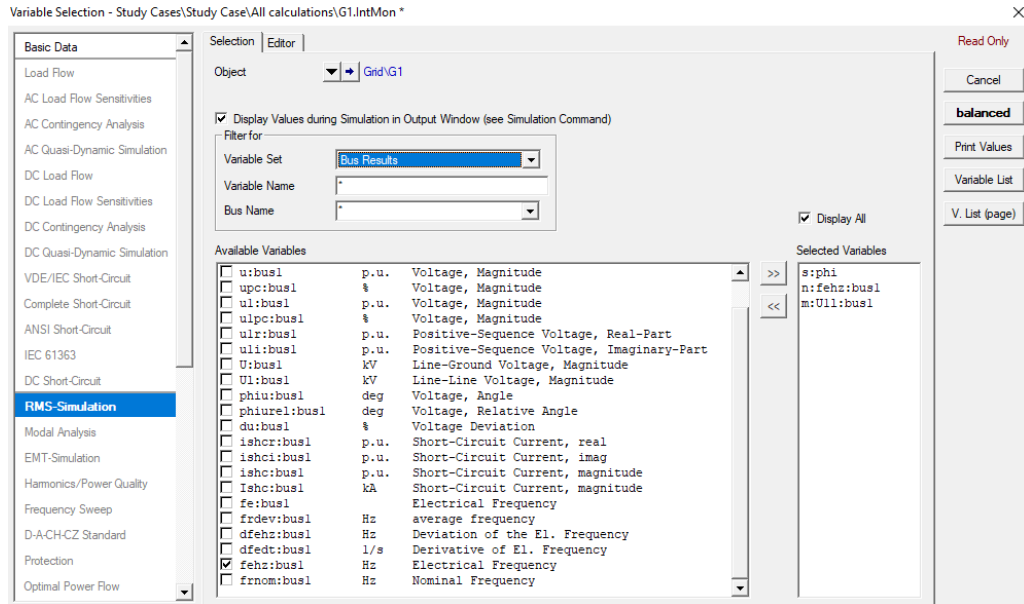 Variable Selection - Study Cases\Study Case\All calculations\G1.IntMon *
Basic Data
Load Flow
AC Load Flow Sensitivities
AC Contingency Analysis
AC Quasi-Dynamic Simulation
DC Load Flow
DC Load Flow Sensitivities
DC Contingency Analysis
DC Quasi-Dynamic Simulation
VDE/IEC Short-Circuit
Complete Short-Circuit
ANSI Short-Circuit
IEC 61363
DC Short-Circuit
RMS-Simulation
Modal Analysis
EMT-Simulation
Harmonics/Power Quality
Frequency Sweep
D-A-CH-CZ Standard
Protection
Optimal Power Flow
Selection Editor
Object Grid\G1
Display Values during Simulation in Output Window (see Simulation Command)
Filter for
Variable Set Bus Results
Variable Name *
Bus Name *
Display All
Available Variables
u:bus1 p.u. Voltage, Magnitude
upc:bus1 % Voltage, Magnitude
ul:bus1 p.u. Voltage, Magnitude
ulpc:bus1 % Voltage, Magnitude
ulr:bus1 p.u. Positive-Sequence Voltage, Real-Part
uli:bus1 p.u. Positive-Sequence Voltage, Imaginary-Part
U:bus1 kV Line-Ground Voltage, Magnitude
Ul:bus1 kV Line-Line Voltage, Magnitude
phiu:bus1 deg Voltage, Angle
phiurel:bus1 deg Voltage, Relative Angle
du:bus1 % Voltage Deviation
ishcr:bus1 p.u. Short-Circuit Current, real
ishci:bus1 p.u. Short-Circuit Current, imag
ishc:bus1 p.u. Short-Circuit Current, magnitude
Ishc:bus1 kA Short-Circuit Current, magnitude
fe:bus1 Electrical Frequency
frdev:bus1 Hz average frequency
dfehz:bus1 Hz Deviation of the El. Frequency
dfedt:bus1 1/s Derivative of El. Frequency
fehz:bus1 Hz Electrical Frequency
frnom:bus1 Hz Nominal Frequency
>>
<<
Selected Variables
s:phi
n:fehz:bus1
m:Ull:bus1
Read Only
Cancel
balanced
Print Values
Variable List
V. List (page)